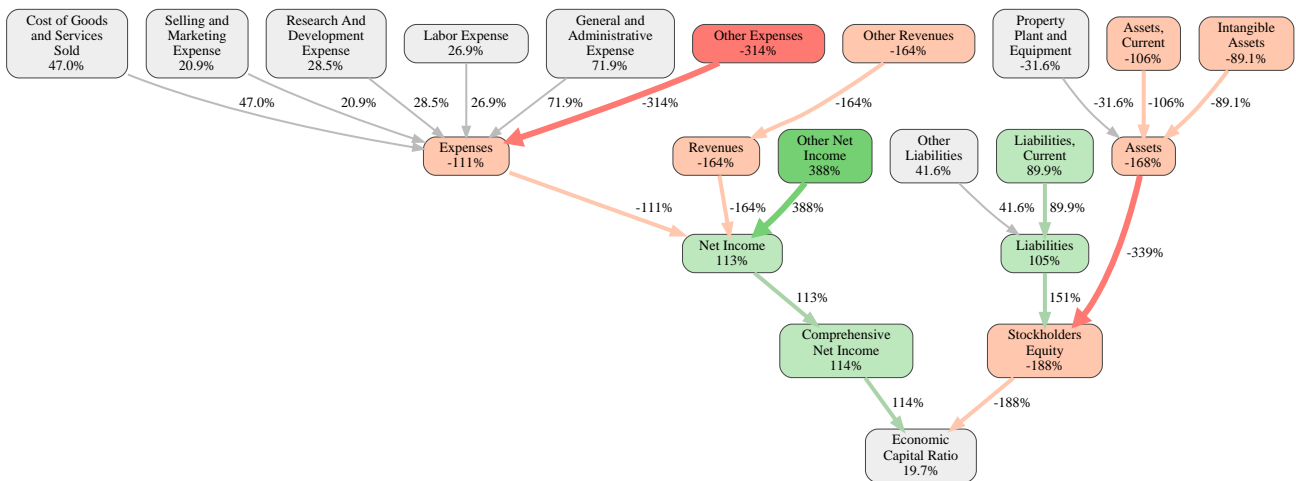 Cost of Goods
and Services
Sold
47.0%
Selling and
Marketing
Expense
20.9%
Research And
Development
Expense
28.5%
Labor Expense
26.9%
General and
Administrative
Expense
71.9%
Other Expenses
-314%
Other Revenues
-164%
Property
Plant and
Equipment
-31.6%
Assets,
Current
-106%
Intangible
Assets
-89.1%
47.0%
20.9%
28.5%
26.9%
71.9%
-314%
-164%
-31.6%
-106%
-89.1%
Expenses
-111%
Revenues
-164%
Other Net
Income
388%
Other
Liabilities
41.6%
Liabilities,
Current
89.9%
Assets
-168%
-111%
-164%
388%
41.6%
89.9%
-339%
Net Income
113%
Liabilities
105%
113%
151%
Comprehensive
Net Income
114%
Stockholders
Equity
-188%
114%
-188%
Economic
Capital Ratio
19.7%